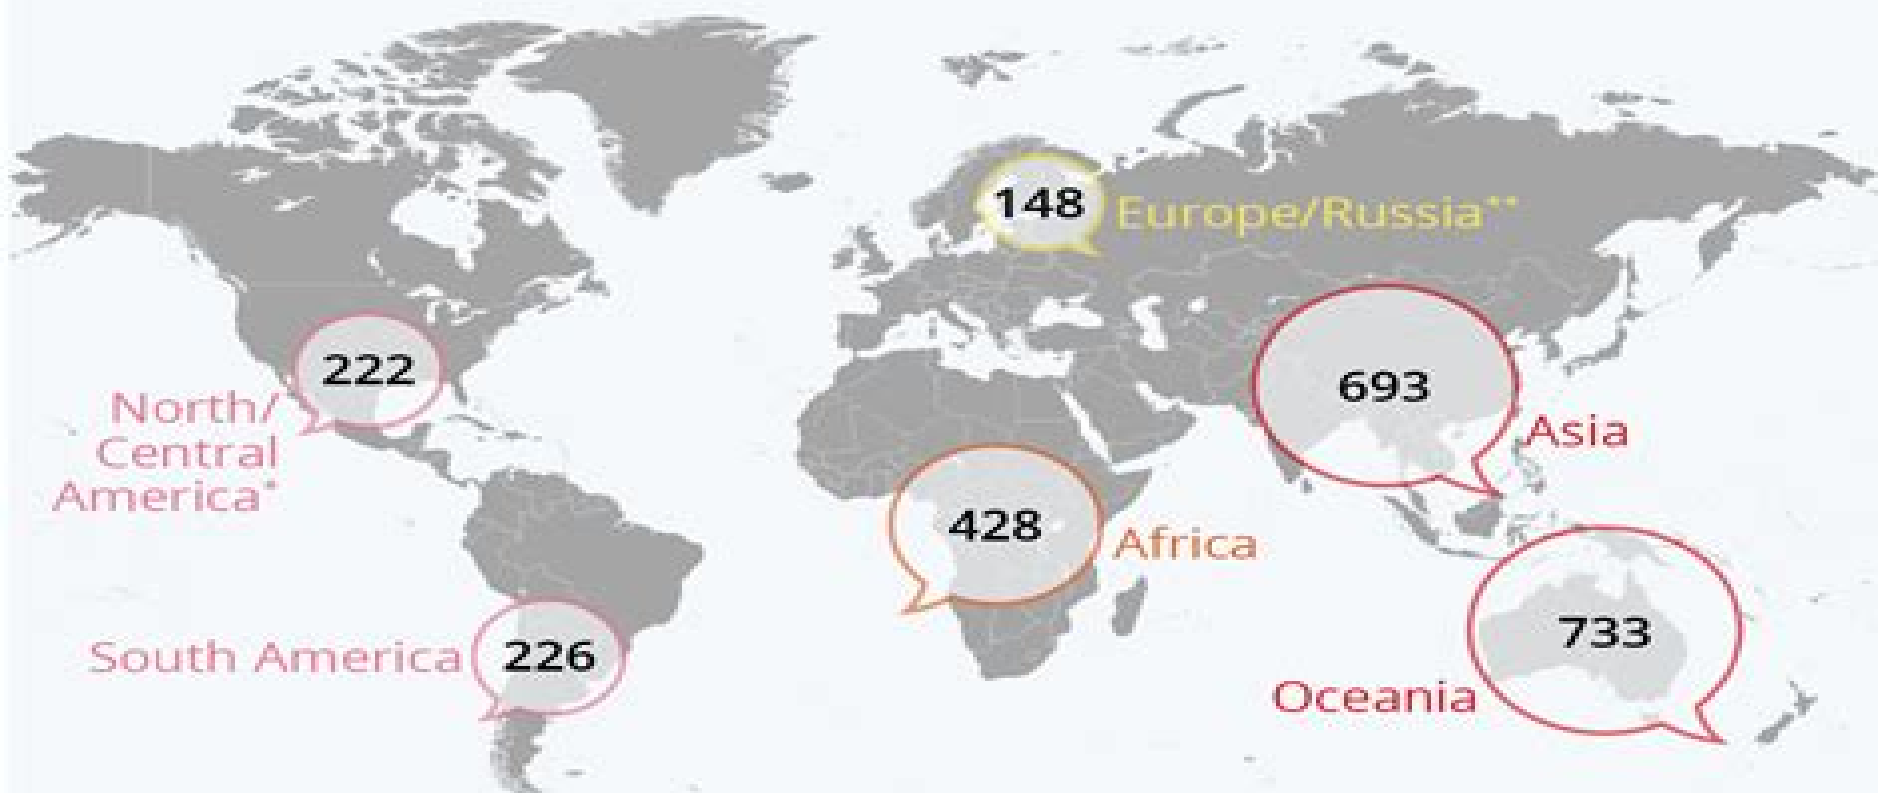 148
Europe/Russia**
222
North/
Central
America*
693
Asia
428
Africa
226
South America
733
Oceania